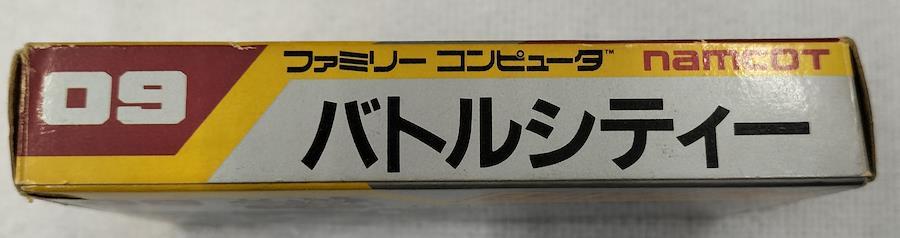 09
ファミリー コンピュータ™ namcot
バトルシティー